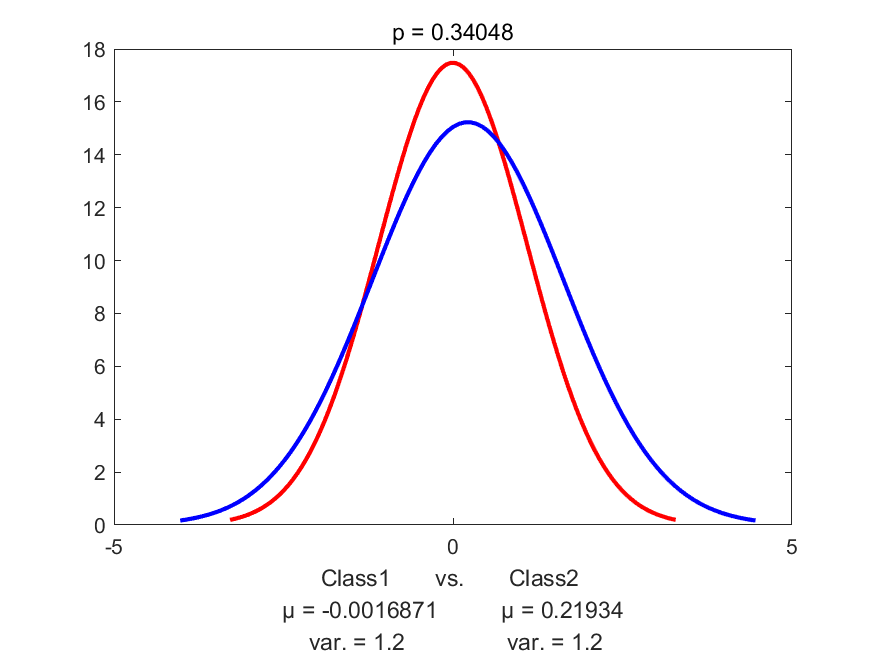 p = 0.34048
18
16
14
12
10
8
6
4
2
0
-5 0 5
Class1 vs. Class2
μ = -0.0016871 μ = 0.21934
var. = 1.2 var. = 1.2